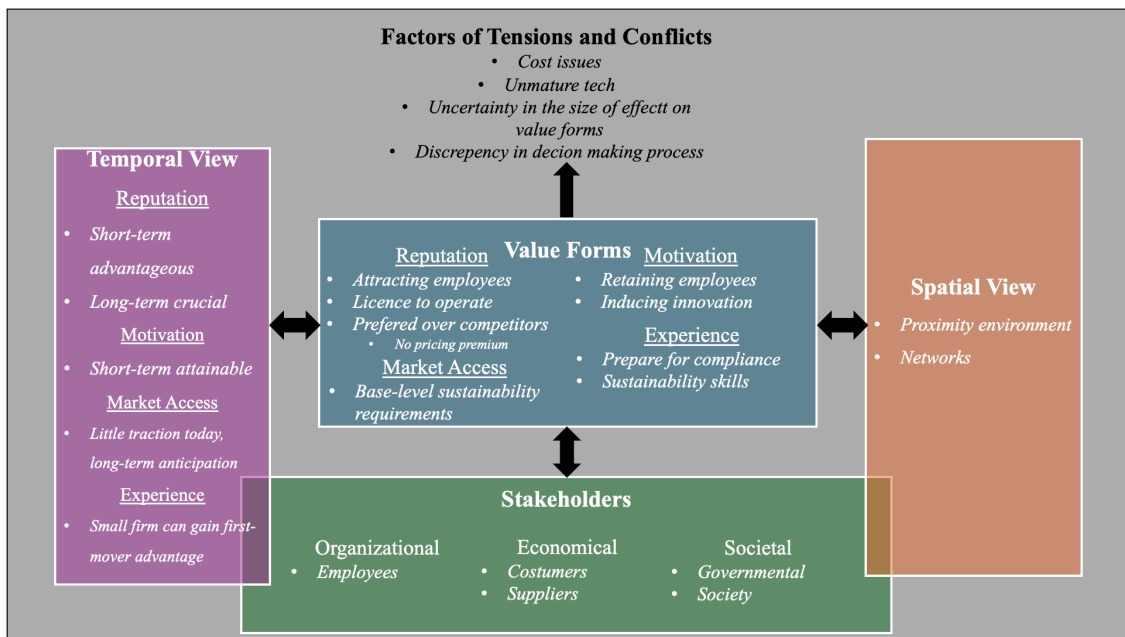 Factors of Tensions and Conflicts
• Cost issues
• Unmature tech
• Uncertainty in the size of effectt on
value forms
• Discrepency in decion making process
Temporal View
Reputation
• Short-term
advantageous
• Long-term crucial
Motivation
• Short-term attainable
Market Access
• Little traction today,
long-term anticipation
Experience
• Small firm can gain first-
mover advantage
Value Forms
Reputation
• Attracting employees
• Licence to operate
• Prefered over competitors
• No pricing premium
Market Access
• Base-level sustainability
requirements
Motivation
• Retaining employees
• Inducing innovation
Experience
• Prepare for compliance
• Sustainability skills
Spatial View
• Proximity environment
• Networks
Stakeholders
Organizational
• Employees
Economical
• Costumers
• Suppliers
Societal
• Governmental
• Society